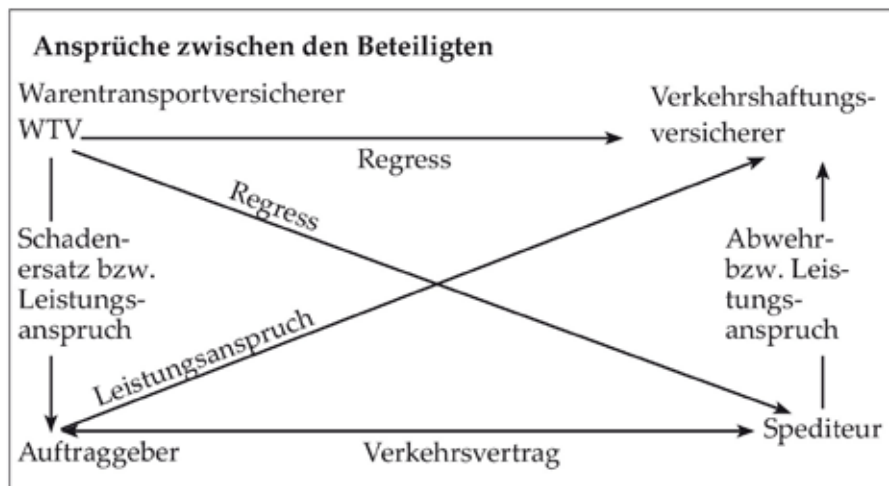 Ansprüche zwischen den Beteiligten
Warentransportversicherer
WTV
Verkehrshaftungs-
versicherer
Regress
Regress
Schaden-
ersatz bzw.
Leistungs-
anspruch
Leistungsanspruch
Abwehr-
bzw. Leis-
tungs-
anspruch
Auftraggeber
Verkehrsvertrag
Spediteur